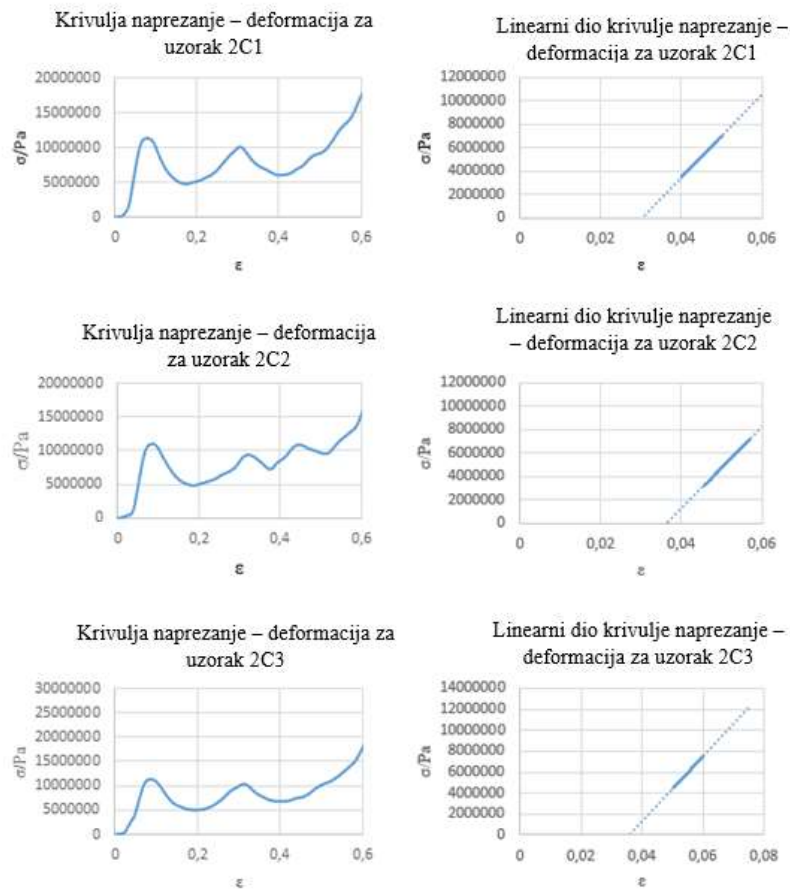 Krivulja naprezanje – deformacija za
uzorak 2C1
20000000
15000000
10000000
5000000
0
σ/Pa
0
0,2
0,4
0,6
ε
Linearni dio krivulje naprezanje –
deformacija za uzorak 2C1
12000000
10000000
8000000
6000000
4000000
2000000
0
σ/Pa
0
0,02
0,04
0,06
ε
Krivulja naprezanje – deformacija
za uzorak 2C2
20000000
15000000
10000000
5000000
0
σ/Pa
0
0,2
0,4
0,6
ε
Linearni dio krivulje naprezanje
– deformacija za uzorak 2C2
12000000
10000000
8000000
6000000
4000000
2000000
0
σ/Pa
0
0,02
0,04
0,06
ε
Krivulja naprezanje – deformacija za
uzorak 2C3
30000000
25000000
20000000
15000000
10000000
5000000
0
σ/Pa
0
0,2
0,4
0,6
ε
Linearni dio krivulje naprezanje –
deformacija za uzorak 2C3
14000000
12000000
10000000
8000000
6000000
4000000
2000000
0
σ/Pa
0
0,02
0,04
0,06
0,08
ε